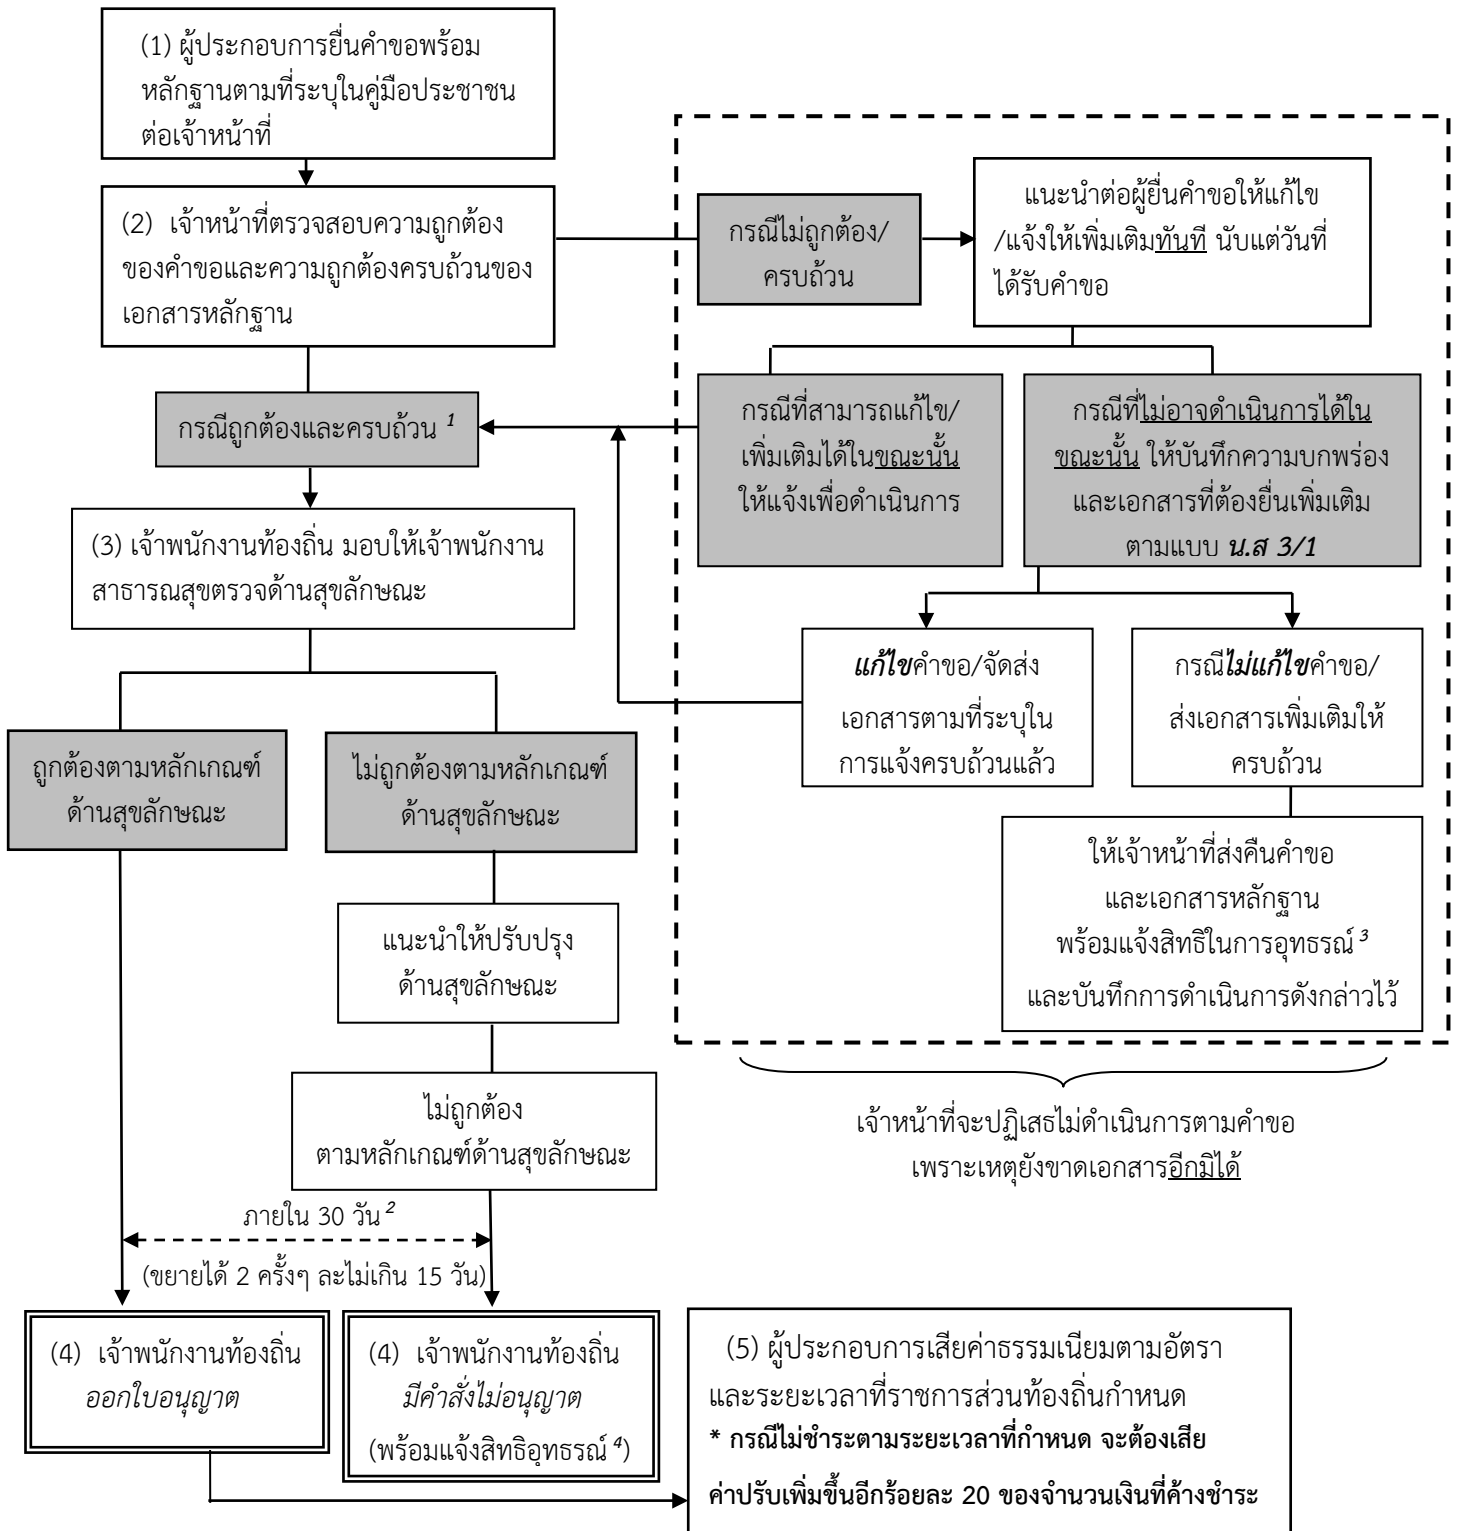 (1) ผู้ประกอบการยื่นคำขอพร้อม
หลักฐานตามที่ระบุในคู่มือประชาชน
ต่อเจ้าหน้าที่
(2) เจ้าหน้าที่ตรวจสอบความถูกต้อง
ของคำขอและความถูกต้องครบถ้วนของ
เอกสารหลักฐาน
กรณีไม่ถูกต้อง/
ครบถ้วน
แนะนำต่อผู้ยื่นคำขอให้แก้ไข
/แจ้งให้เพิ่มเติมทันที นับแต่วันที่
ได้รับคำขอ
กรณีถูกต้องและครบถ้วน 1
กรณีที่สามารถแก้ไข/
เพิ่มเติมได้ในขณะนั้น
ให้แจ้งเพื่อดำเนินการ
กรณีที่ไม่อาจดำเนินการได้ใน
ขณะนั้น ให้บันทึกความบกพร่อง
และเอกสารที่ต้องยื่นเพิ่มเติม
ตามแบบ น.ส 3/1
(3) เจ้าพนักงานท้องถิ่น มอบให้เจ้าพนักงาน
สาธารณสุขตรวจด้านสุขลักษณะ
แก้ไขคำขอ/จัดส่ง
เอกสารตามที่ระบุใน
การแจ้งครบถ้วนแล้ว
กรณีไม่แก้ไขคำขอ/
ส่งเอกสารเพิ่มเติมให้
ครบถ้วน
ถูกต้องตามหลักเกณฑ์
ด้านสุขลักษณะ
ไม่ถูกต้องตามหลักเกณฑ์
ด้านสุขลักษณะ
ให้เจ้าหน้าที่ส่งคืนคำขอ
และเอกสารหลักฐาน
พร้อมแจ้งสิทธิในการอุทธรณ์ 3
และบันทึกการดำเนินการดังกล่าวไว้
แนะนำให้ปรับปรุง
ด้านสุขลักษณะ
ไม่ถูกต้อง
ตามหลักเกณฑ์ด้านสุขลักษณะ
เจ้าหน้าที่จะปฏิเสธไม่ดำเนินการตามคำขอ
เพราะเหตุยังขาดเอกสารอีกมิได้
ภายใน 30 วัน 2
(ขยายได้ 2 ครั้งๆ ละไม่เกิน 15 วัน)
(4) เจ้าพนักงานท้องถิ่น
ออกใบอนุญาต
(4) เจ้าพนักงานท้องถิ่น
มีคำสั่งไม่อนุญาต
(พร้อมแจ้งสิทธิอุทธรณ์ 4)
(5) ผู้ประกอบการเสียค่าธรรมเนียมตามอัตรา
และระยะเวลาที่ราชการส่วนท้องถิ่นกำหนด
* กรณีไม่ชำระตามระยะเวลาที่กำหนด จะต้องเสีย
ค่าปรับเพิ่มขึ้นอีกร้อยละ 20 ของจำนวนเงินที่ค้างชำระ